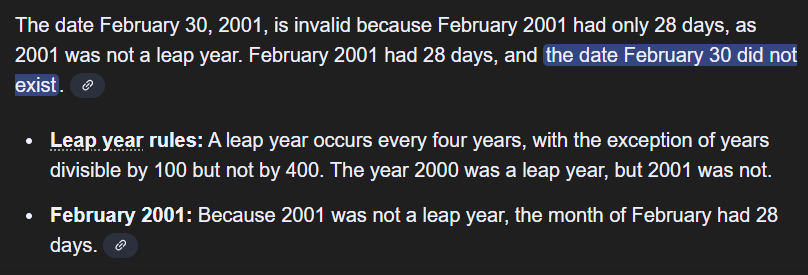 The date February 30, 2001, is invalid because February 2001 had only 28 days, as
2001 was not a leap year. February 2001 had 28 days, and the date February 30 did not
exist.
• Leap year rules: A leap year occurs every four years, with the exception of years
divisible by 100 but not by 400. The year 2000 was a leap year, but 2001 was not.
• February 2001: Because 2001 was not a leap year, the month of February had 28
days.